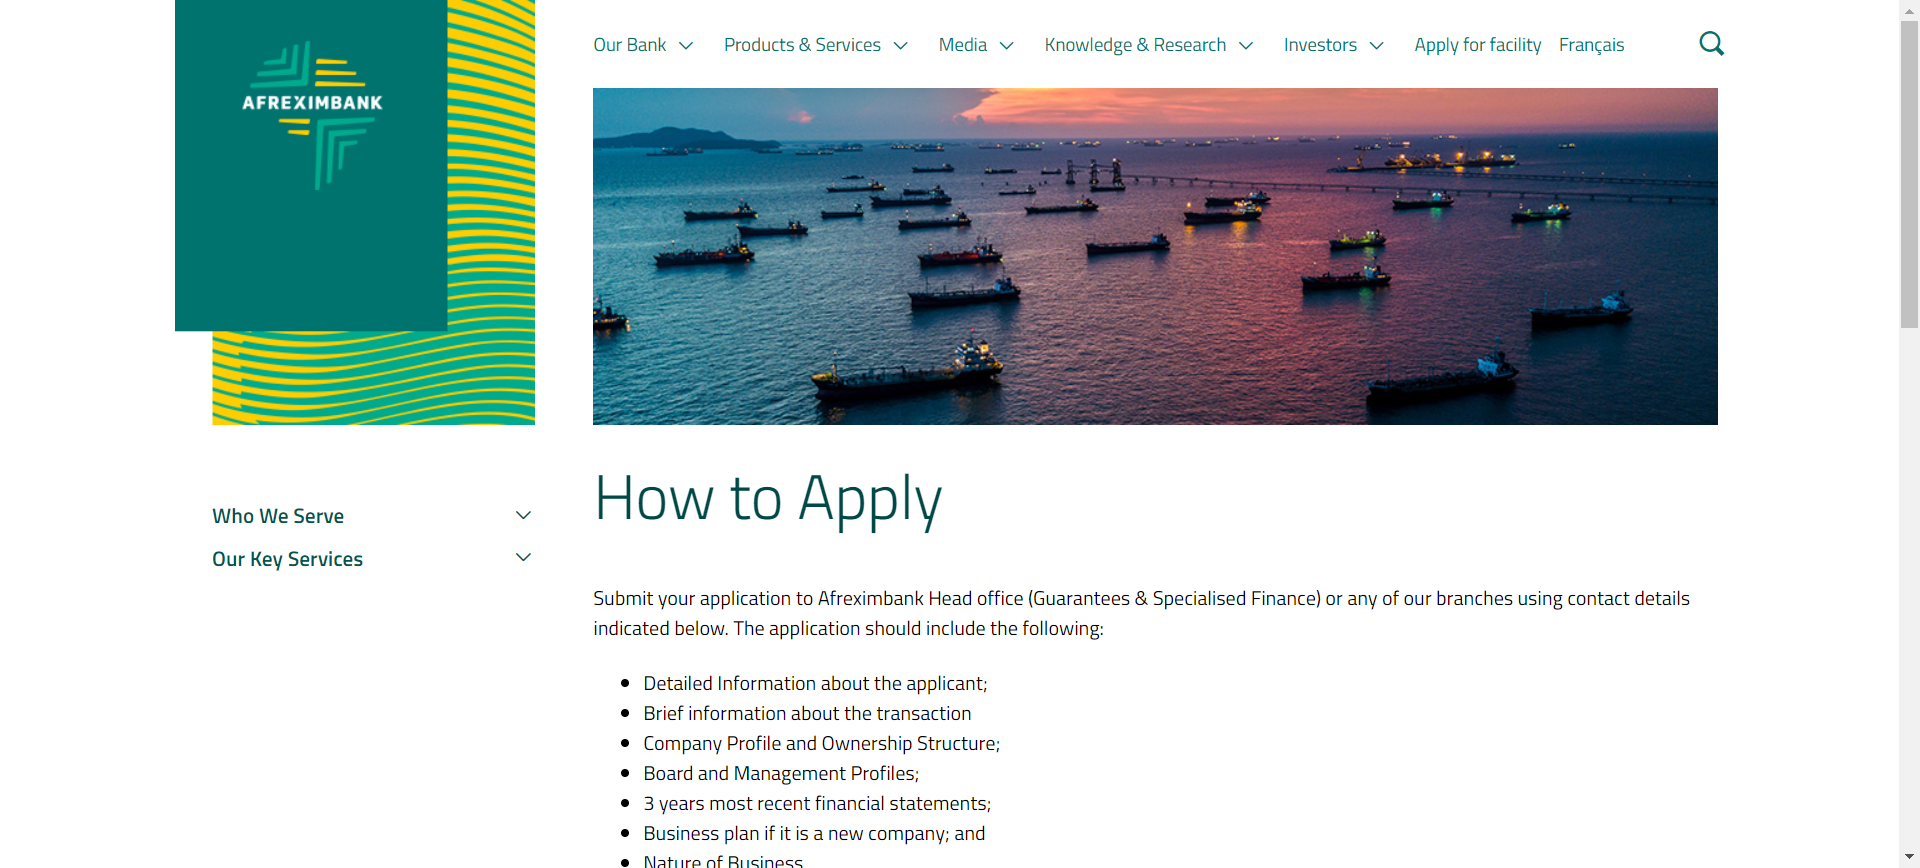 AFREXIMBANK
Our Bank
Products & Services
Media
Knowledge & Research
Investors
Apply for facility
Français
Who We Serve
Our Key Services
How to Apply
Submit your application to Afreximbank Head office (Guarantees & Specialised Finance) or any of our branches using contact details
indicated below. The application should include the following:
Detailed Information about the applicant;
Brief information about the transaction
Company Profile and Ownership Structure;
Board and Management Profiles;
3 years most recent financial statements;
Business plan if it is a new company; and
Nature of Business